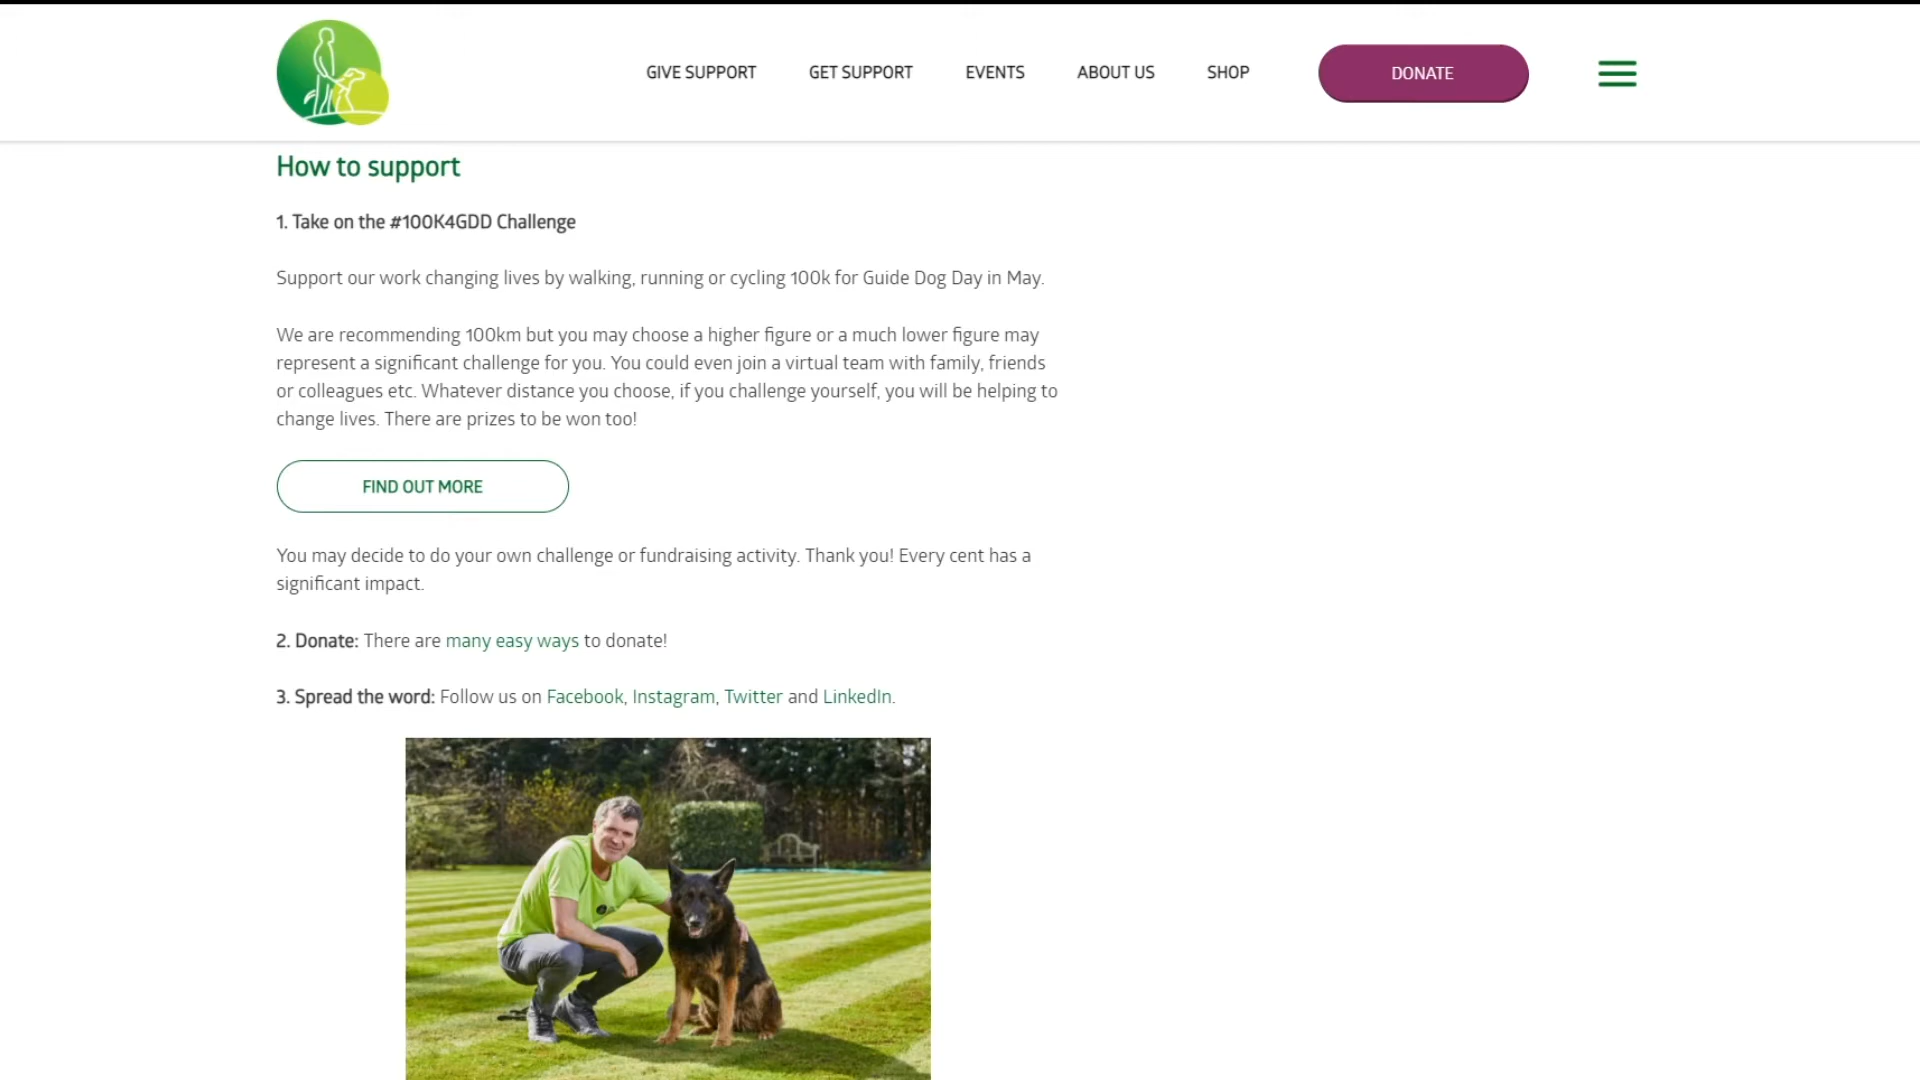 GIVE SUPPORT GET SUPPORT EVENTS ABOUT US SHOP DONATE
How to support
1. Take on the #100K4GDD Challenge
Support our work changing lives by walking, running or cycling 100k for Guide Dog Day in May.
We are recommending 100km but you may choose a higher figure or a much lower figure may
represent a significant challenge for you. You could even join a virtual team with family, friends
or colleagues etc. Whatever distance you choose, if you challenge yourself, you will be helping to
change lives. There are prizes to be won too!
FIND OUT MORE
You may decide to do your own challenge or fundraising activity. Thank you! Every cent has a
significant impact.
2. Donate: There are many easy ways to donate!
3. Spread the word: Follow us on Facebook, Instagram, Twitter and LinkedIn.